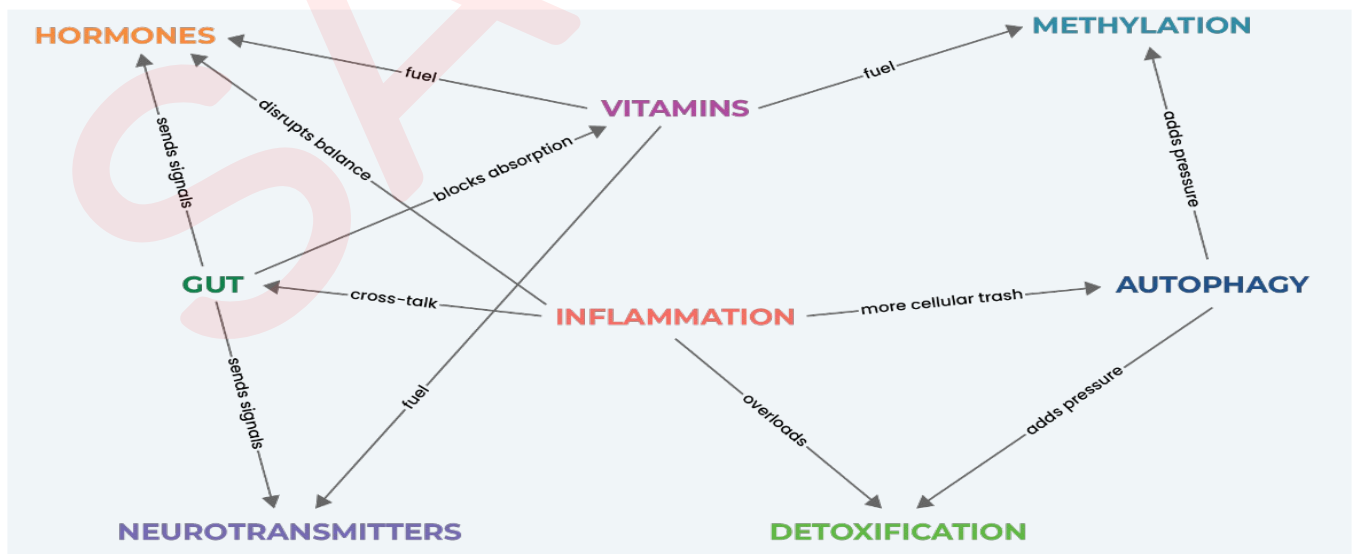 HORMONES
METHYLATION
fuel
fuel
VITAMINS
disrupts balance
sends signals
blocks absorption
adds pressure
GUT
AUTOPHAGY
cross-talk
more cellular trash
INFLAMMATION
sends signals
fuel
overloads
adds pressure
NEUROTRANSMITTERS
DETOXIFICATION
SA